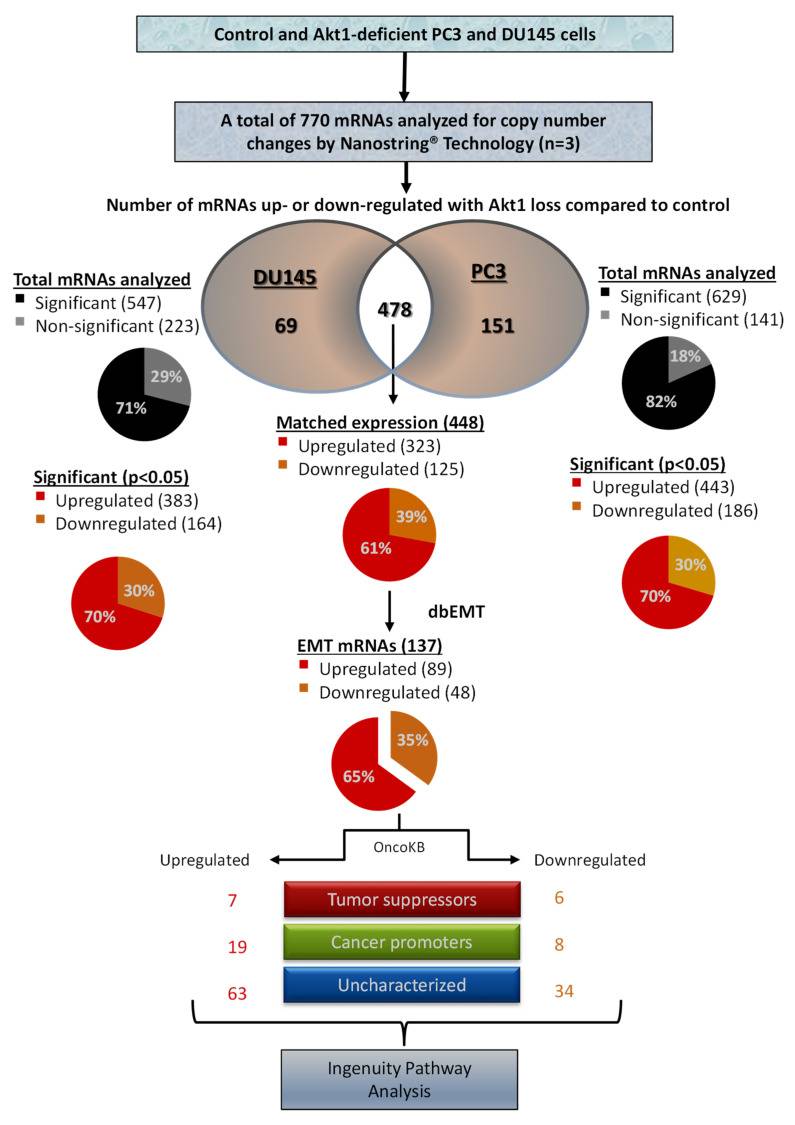 Control and Akt1-deficient PC3 and DU145 cells
A total of 770 mRNAs analyzed for copy number
changes by Nanostring® Technology (n=3)
Number of mRNAs up- or down-regulated with Akt1 loss compared to control
Total mRNAs analyzed
Significant (547)
Non-significant (223)
29%
71%
Significant (p<0.05)
Upregulated (383)
Downregulated (164)
30%
70%
DU145
69
478
PC3
151
Total mRNAs analyzed
Significant (629)
Non-significant (141)
18%
82%
Significant (p<0.05)
Upregulated (443)
Downregulated (186)
30%
70%
Matched expression (448)
Upregulated (323)
Downregulated (125)
39%
61%
dbEMT
EMT mRNAs (137)
Upregulated (89)
Downregulated (48)
35%
65%
OncoKB
Upregulated
Downregulated
7 Tumor suppressors 6
19 Cancer promoters 8
63 Uncharacterized 34
Ingenuity Pathway
Analysis